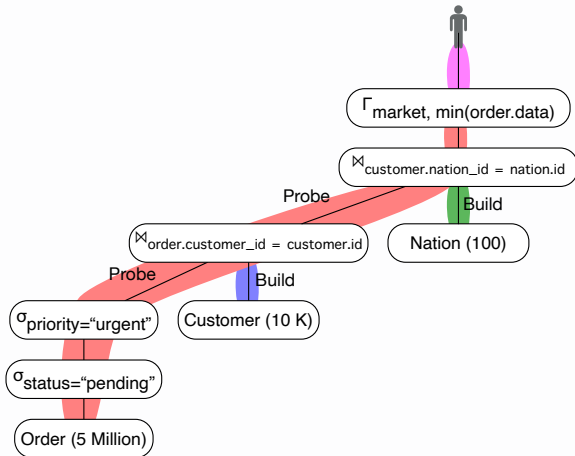 Γmarket, min(order.data)
⋈customer.nation_id = nation.id
Probe
Build
⋈order.customer_id = customer.id
Nation (100)
Probe
Build
σpriority=“urgent”
Customer (10 K)
σstatus=“pending”
Order (5 Million)